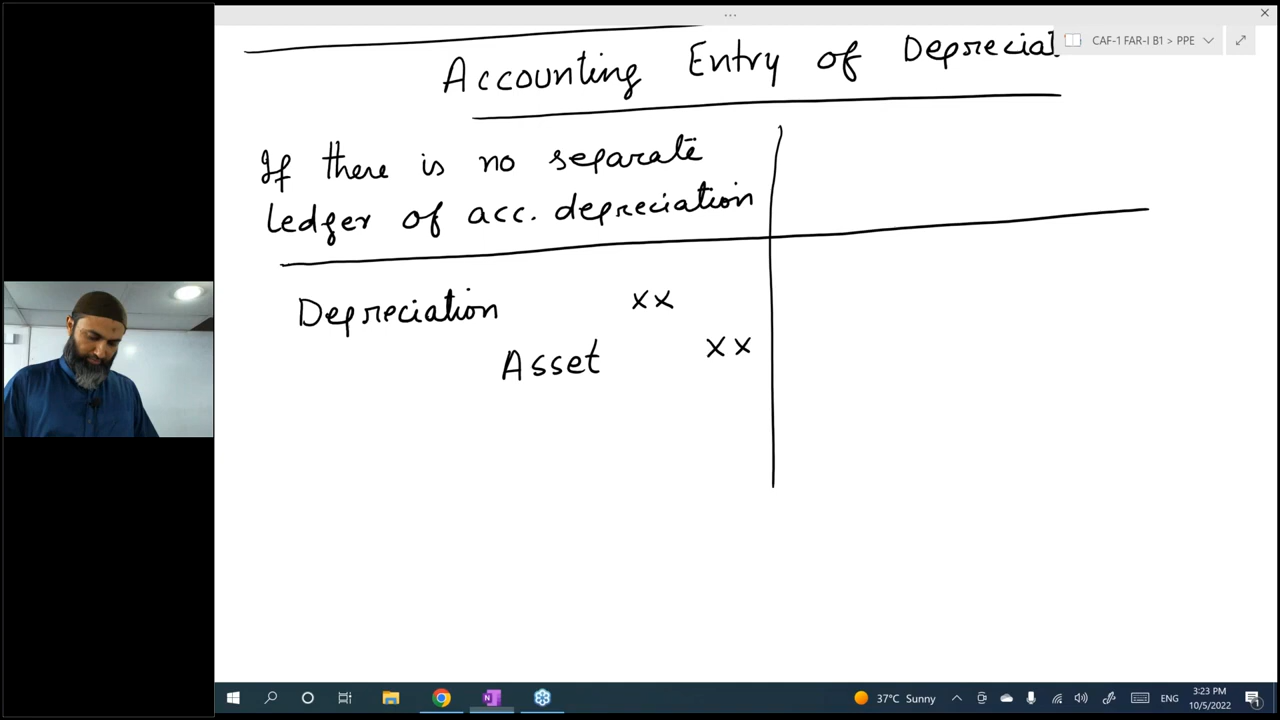 CAF-1 FAR-I B1 > PPE
Accounting Entry of Depreciat
If there is no separate
ledger of acc. depreciation
Depreciation xx
Asset xx
37°C Sunny
ENG
3:23 PM
10/5/2022
1